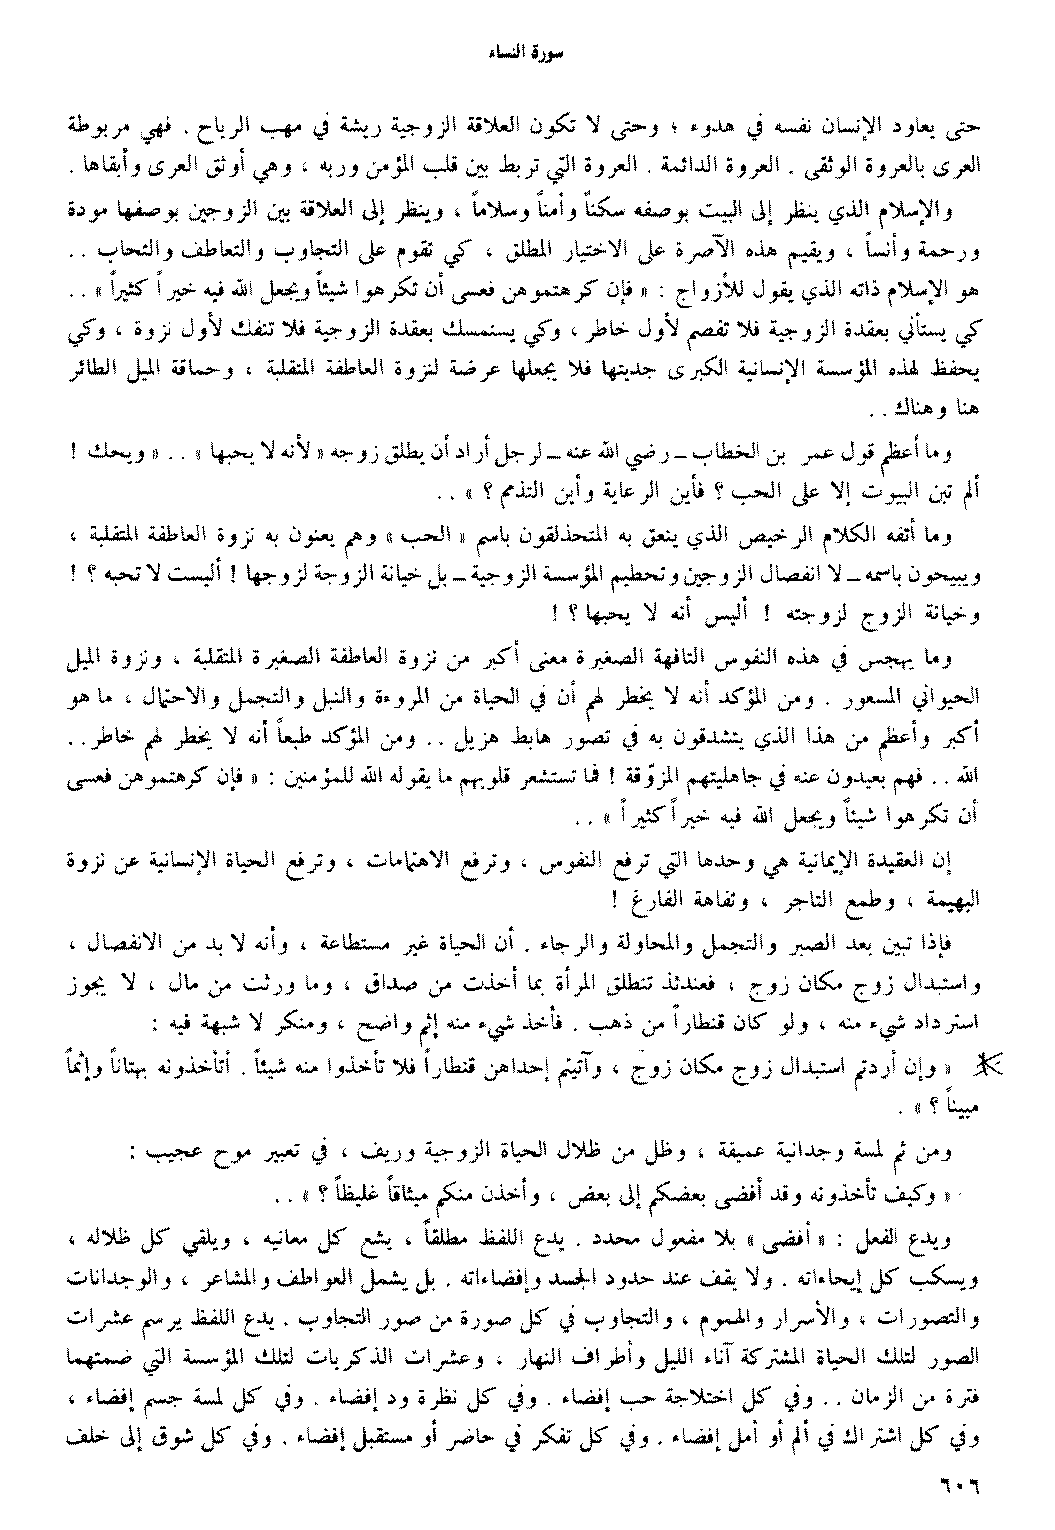 سورة النساء
حتى يعاود الإنسان نفسه في هدوء ؛ وحتى لا تكون العلاقة الزوجية ريشة في مهب الرياح . فهي مربوطة
العرى بالعروة الوثقى . العروة الدائمة . العروة التي تربط بين قلب المؤمن وربه ، وهي أوثق العرى وأبقاها .
والإسلام الذي ينظر إلى البيت بوصفه سكناً وأمناً وسلاماً ، وينظر إلى العلاقة بين الزوجين بوصفها مودة
ورحمة وأنساً ، ويقيم هذه الآصرة على الاختيار المطلق ، كي تقوم على التجاوب والتعاطف والتحاب . .
هو الإسلام ذاته الذي يقول للأزواج : « فإن كرهتموهن فعسى أن تكرهوا شيئاً ويجعل الله فيه خيراً كثيراً » . .
كي يستأني بعقدة الزوجية فلا تفصم لأول خاطر ، وكي يستمسك بعقدة الزوجية فلا تنفك لأول نزوة ، وكي
يحفظ لهذه المؤسسة الإنسانية الكبرى جديتها فلا يجعلها عرضة لنزوة العاطفة المتقلبة ، وحماقة الميل الطائر
هنا وهناك . .
وما أعظم قول عمر بن الخطاب ــ رضي الله عنه ــ لرجل أراد أن يطلق زوجه « لأنه لا يحبها » . . « ويحك !
ألم تبن البيوت إلا على الحب ؟ فأين الرعاية وأين التذمم ؟ » . .
وما أتفه الكلام الرخيص الذي ينعق به المتحذلقون باسم « الحب » وهم يعنون به نزوة العاطفة المتقلبة ،
ويبيحون باسمه ــ لا انفصال الزوجين وتحطيم المؤسسة الزوجية ــ بل خيانة الزوجة لزوجها ! أليست لا تحبه ؟ !
وخيانة الزوج لزوجته ! أليس أنه لا يحبها ؟ !
وما يهجس في هذه النفوس التافهة الصغيرة معنى أكبر من نزوة العاطفة الصغيرة المتقلبة ، ونزوة الميل
الحيواني المسعور . ومن المؤكد أنه لا يخطر لهم أن في الحياة من المروءة والنبل والتجمل والاحتمال ، ما هو
أكبر وأعظم من هذا الذي يتشدقون به في تصور هابط هزيل . . ومن المؤكد طبعاً أنه لا يخطر لهم خاطر . .
الله . . فهم بعيدون عنه في جاهليتهم المزوّقة ! فما تستشعر قلوبهم ما يقوله الله للمؤمنين : « فإن كرهتموهن فعسى
أن تكرهوا شيئاً ويجعل الله فيه خيراً كثيراً » . .
إن العقيدة الإيمانية هي وحدها التي ترفع النفوس ، وترفع الاهتمامات ، وترفع الحياة الإنسانية عن نزوة
البهيمة ، وطمع التاجر ، وتفاهة الفارغ !
فإذا تبين بعد الصبر والتجمل والمحاولة والرجاء . أن الحياة غير مستطاعة ، وأنه لا بد من الانفصال ،
واستبدال زوج مكان زوج ، فعندئذ تنطلق المرأة بما أخذت من صداق ، وما ورثت من مال ، لا يجوز
استرداد شيء منه ، ولو كان قنطاراً من ذهب . فأخذ شيء منه إثم واضح ، ومنكر لا شبهة فيه :
« وإن أردتم استبدال زوج مكان زوج ، وآتيتم إحداهن قنطاراً فلا تأخذوا منه شيئاً . أتأخذونه بهتاناً وإثماً
مبيناً ؟ » .
ومن ثم لمسة وجدانية عميقة ، وظل من ظلال الحياة الزوجية وريف ، في تعبير موح عجيب :
« وكيف تأخذونه وقد أفضى بعضكم إلى بعض ، وأخذن منكم ميثاقاً غليظاً ؟ » . .
ويدع الفعل : « أفضى » بلا مفعول محدد . يدع اللفظ مطلقاً ، يشع كل معانيه ، ويلقي كل ظلاله ،
ويسكب كل إيحاءاته . ولا يقف عند حدود الجسد وإفضاءاته . بل يشمل العواطف والمشاعر ، والوجدانات
والتصورات ، والأسرار والهموم ، والتجاوب في كل صورة من صور التجاوب . يدع اللفظ يرسم عشرات
الصور لتلك الحياة المشتركة آناء الليل وأطراف النهار ، وعشرات الذكريات لتلك المؤسسة التي ضمتهما
فترة من الزمان . . وفي كل اختلاجة حب إفضاء . وفي كل نظرة ود إفضاء . وفي كل لمسة جسم إفضاء ،
وفي كل اشتراك في ألم أو أمل إفضاء . وفي كل تفكر في حاضر أو مستقبل إفضاء . وفي كل شوق إلى خلف
٦٠٦